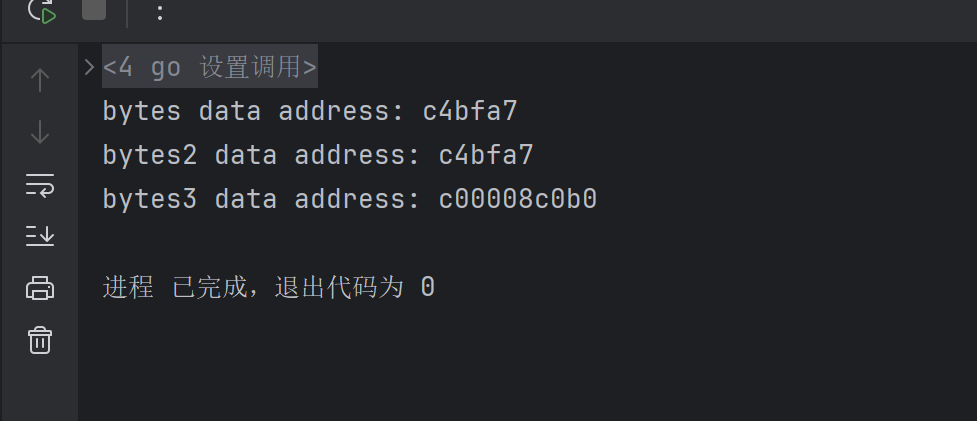 <4 go 设置调用>
bytes data address: c4bfa7
bytes2 data address: c4bfa7
bytes3 data address: c00008c0b0
进程 已完成，退出代码为 0